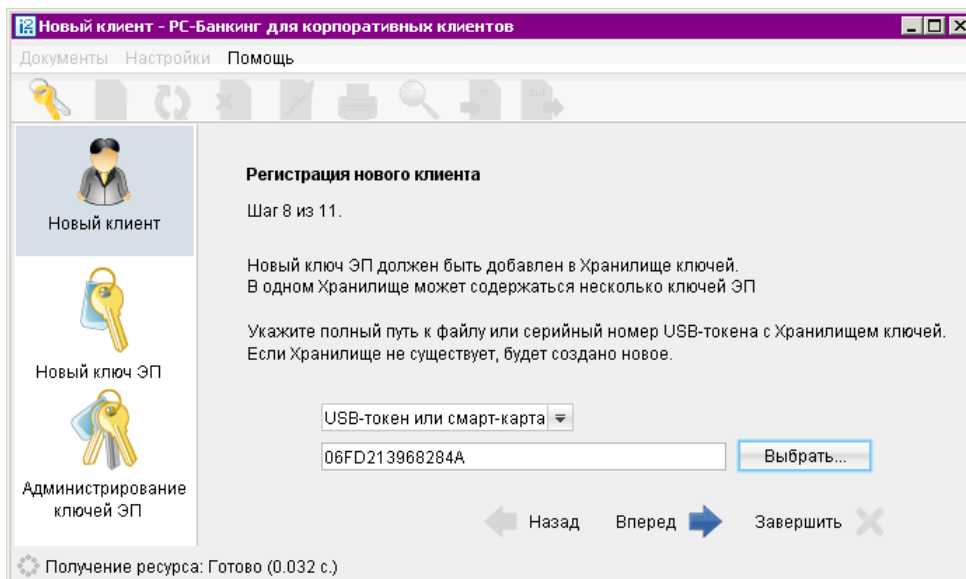 Новый клиент - РС-Банкинг для корпоративных клиентов
Документы Настройки Помощь
in out
Новый клиент
Новый ключ ЭП
Администрирование
ключей ЭП
Регистрация нового клиента
Шаг 8 из 11.
Новый ключ ЭП должен быть добавлен в Хранилище ключей.
В одном Хранилище может содержаться несколько ключей ЭП
Укажите полный путь к файлу или серийный номер USB-токена с Хранилищем ключей.
Если Хранилище не существует, будет создано новое.
USB-токен или смарт-карта
06FD213968284A Выбрать...
Назад Вперед Завершить
Получение ресурса: Готово (0.032 с.)